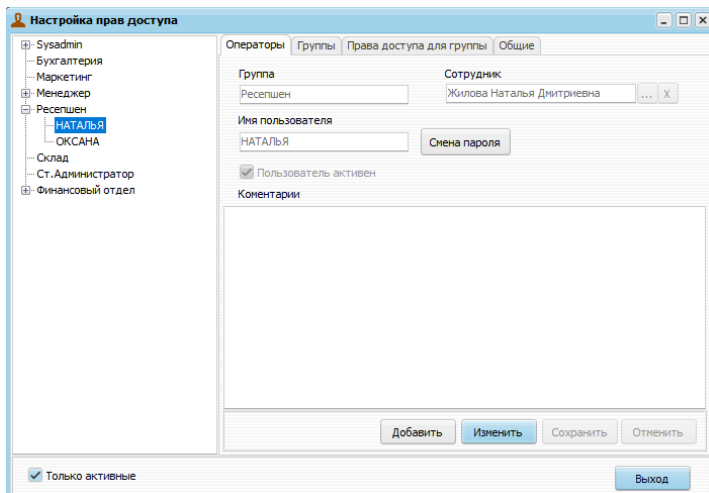 Настройка прав доступа
Sysadmin
Бухгалтерия
Маркетинг
Менеджер
Ресепшен
НАТАЛЬЯ
ОКСАНА
Склад
Ст.Администратор
Финансовый отдел
Операторы Группы Права доступа для группы Общие
Группа Сотрудник
Ресепшен Жилова Наталья Дмитриевна ... X
Имя пользователя
НАТАЛЬЯ Смена пароля
Пользователь активен
Коментарии
Добавить Изменить Сохранить Отменить
Только активные Выход